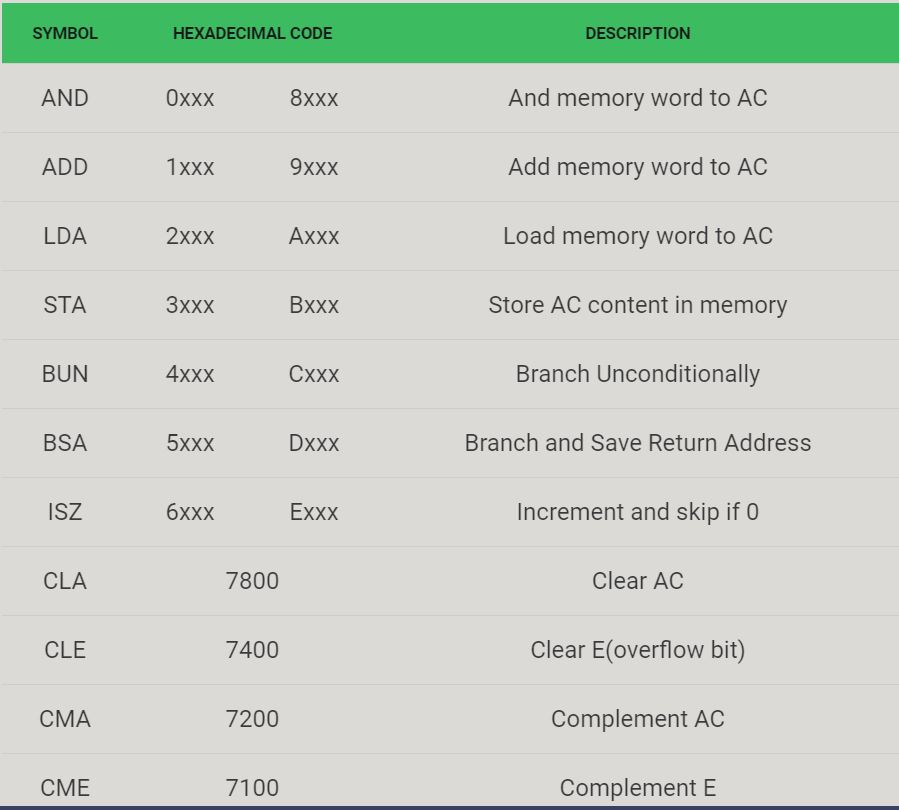 SYMBOL HEXADECIMAL CODE DESCRIPTION
AND 0xxx 8xxx And memory word to AC
ADD 1xxx 9xxx Add memory word to AC
LDA 2xxx Axxx Load memory word to AC
STA 3xxx Bxxx Store AC content in memory
BUN 4xxx Cxxx Branch Unconditionally
BSA 5xxx Dxxx Branch and Save Return Address
ISZ 6xxx Exxx Increment and skip if 0
CLA 7800 Clear AC
CLE 7400 Clear E(overflow bit)
CMA 7200 Complement AC
CME 7100 Complement E